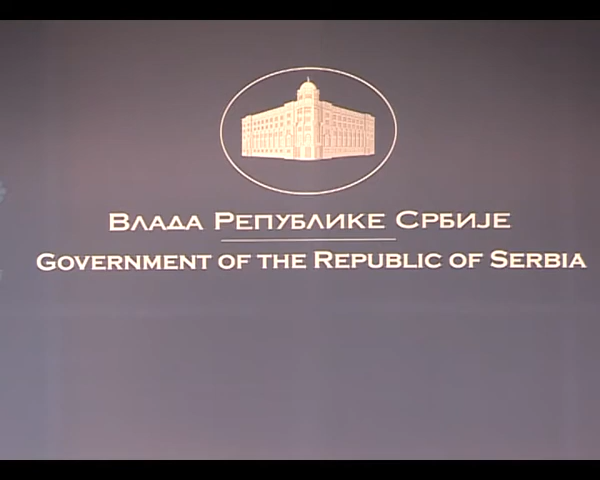 Влада Републике Србије
Government of the Republic of Serbia